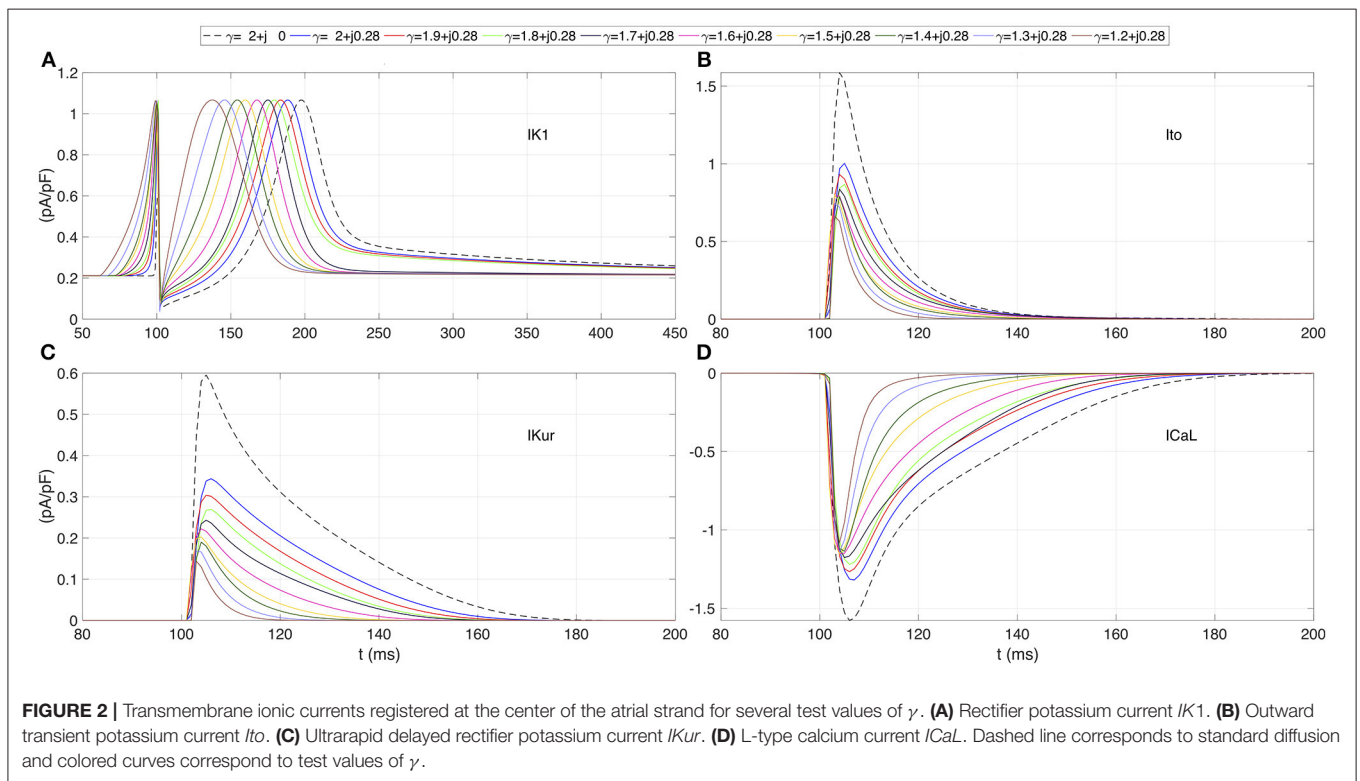 γ= 2+j 0 γ= 2+j0.28 γ=1.9+j0.28 γ=1.8+j0.28 γ=1.7+j0.28 γ=1.6+j0.28 γ=1.5+j0.28 γ=1.4+j0.28 γ=1.3+j0.28 γ=1.2+j0.28
A
1.2
1
0.8
0.6
0.4
0.2
0
(pA/pF)
IK1
50 100 150 200 250 300 350 400 450
B
1.5
1
0.5
0
Ito
80 100 120 140 160 180 200
C
0.6
0.5
0.4
0.3
0.2
0.1
0
(pA/pF)
IKur
80 100 120 140 160 180 200
t (ms)
D
0
-0.5
-1
-1.5
ICaL
80 100 120 140 160 180 200
t (ms)
FIGURE 2 | Transmembrane ionic currents registered at the center of the atrial strand for several test values of γ. (A) Rectifier potassium current IK1. (B) Outward
transient potassium current Ito. (C) Ultrarapid delayed rectifier potassium current IKur. (D) L-type calcium current ICaL. Dashed line corresponds to standard diffusion
and colored curves correspond to test values of γ.